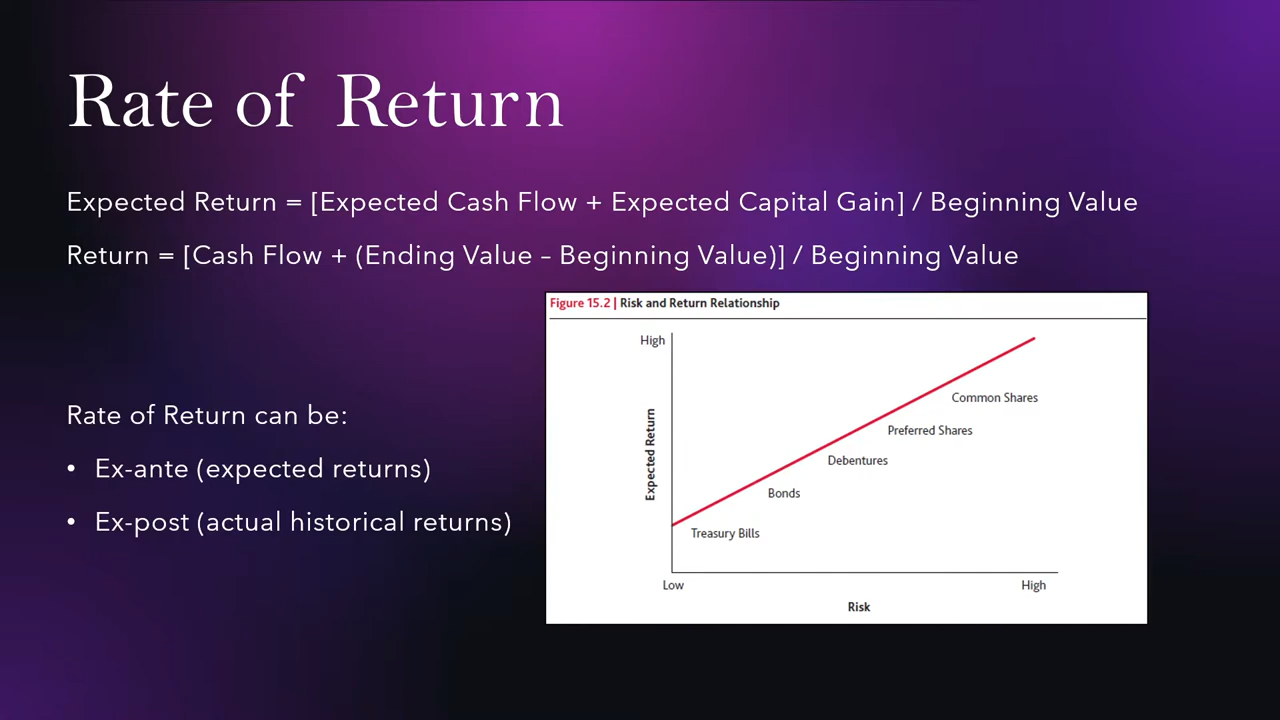 Rate of Return
Expected Return = [Expected Cash Flow + Expected Capital Gain] / Beginning Value
Return = [Cash Flow + (Ending Value – Beginning Value)] / Beginning Value
Rate of Return can be:
• Ex-ante (expected returns)
• Ex-post (actual historical returns)
Figure 15.2 | Risk and Return Relationship
High
Expected Return
Common Shares
Preferred Shares
Debentures
Bonds
Treasury Bills
Low
High
Risk